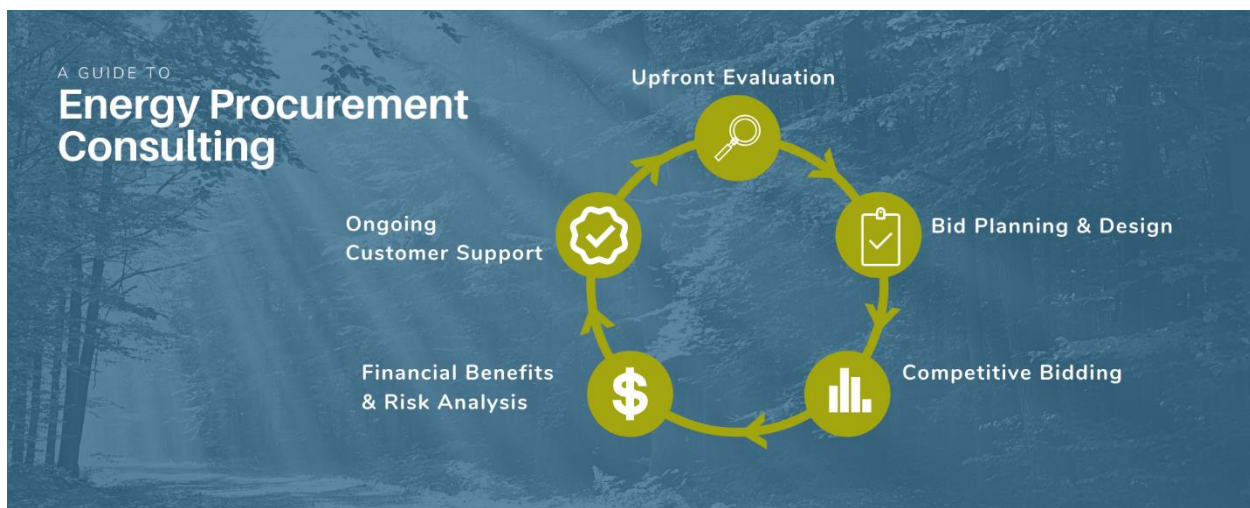 A GUIDE TO
Energy Procurement
Consulting
Upfront Evaluation
Bid Planning & Design
Competitive Bidding
Financial Benefits
& Risk Analysis
$
Ongoing
Customer Support